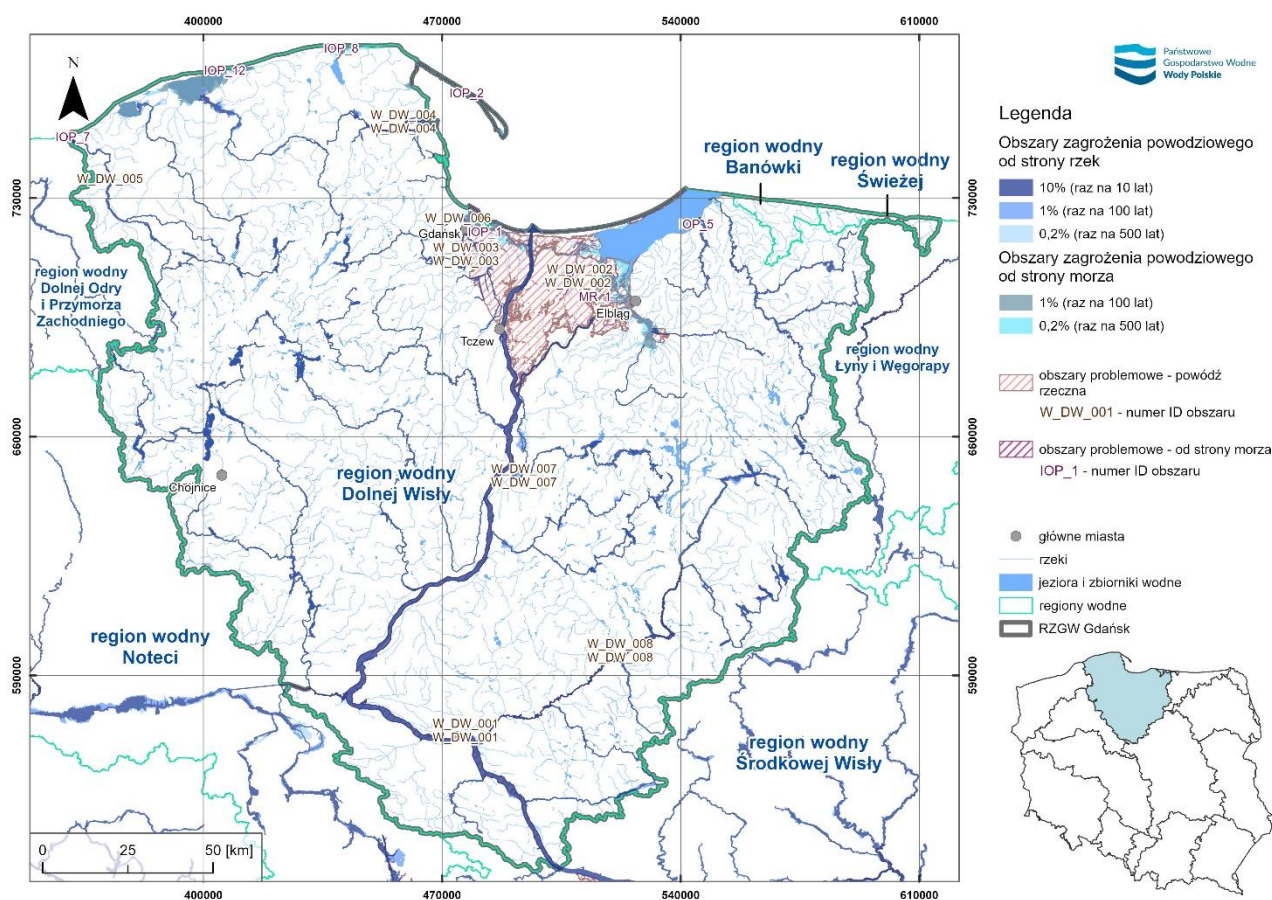 400000
470000
540000
610000
N
IOP_8
IOP_12
IOP_2
IOP_7
W_DW_004
W_DW_004
W_DW_005
730000
730000
region wodny
Banówki
region wodny
Świeżej
W_DW_006
Gdańsk
IOP_1
W_DW_003
W_DW_003
IOP_5
W_DW_002
W_DW_002
MR_1
Elbląg
Tczew
region wodny
Dolnej Odry
i Przymorza
Zachodniego
region wodny
Łyny i Węgorapy
660000
660000
Chojnice
region wodny
Dolnej Wisły
W_DW_007
W_DW_007
region wodny
Noteci
W_DW_008
W_DW_008
590000
590000
W_DW_001
W_DW_001
region wodny
Środkowej Wisły
0 25 50 [km]
400000
470000
540000
610000
Państwowe
Gospodarstwo Wodne
Wody Polskie
Legenda
Obszary zagrożenia powodziowego
od strony rzek
10% (raz na 10 lat)
1% (raz na 100 lat)
0,2% (raz na 500 lat)
Obszary zagrożenia powodziowego
od strony morza
1% (raz na 100 lat)
0,2% (raz na 500 lat)
obszary problemowe - powódź
rzeczna
W_DW_001 - numer ID obszaru
obszary problemowe - od strony morza
IOP_1 - numer ID obszaru
główne miasta
rzeki
jeziora i zbiorniki wodne
regiony wodne
RZGW Gdańsk